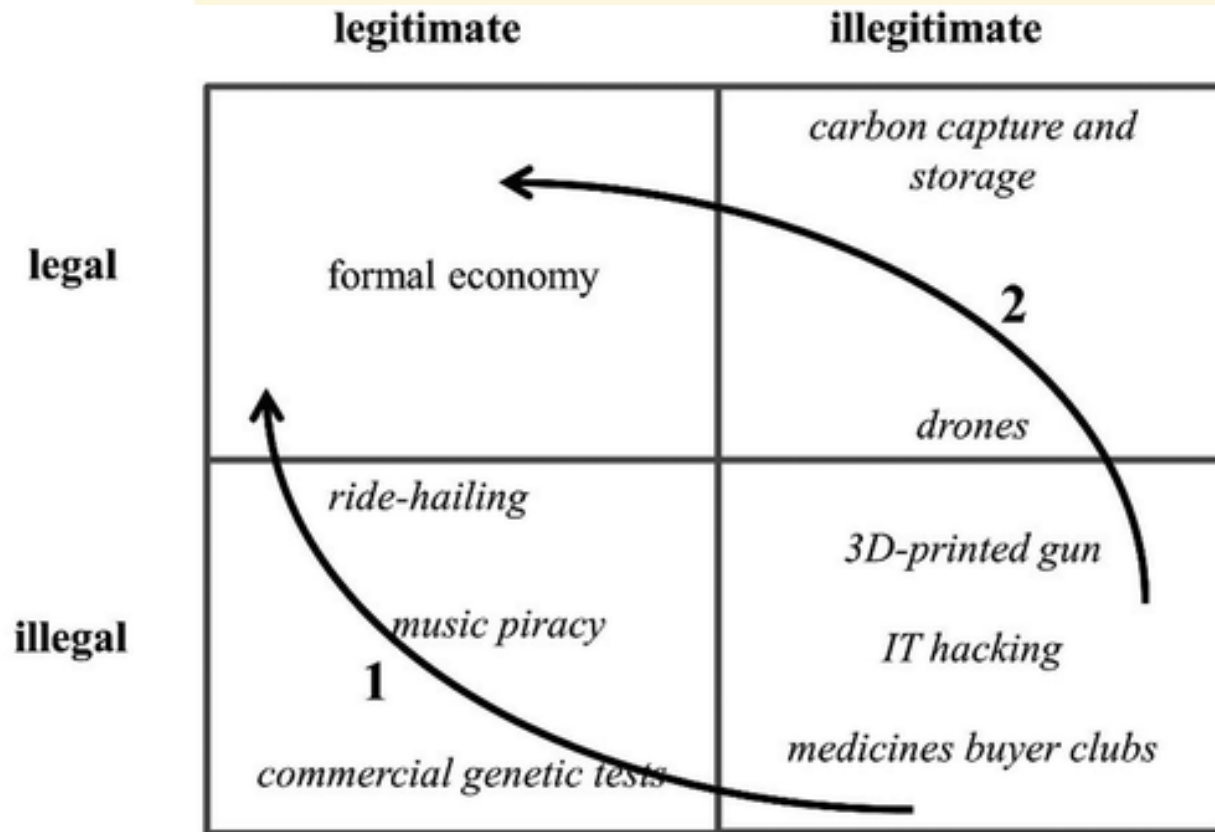 legitimate
illegitimate
carbon capture and
storage
legal
formal economy
2
drones
ride-hailing
3D-printed gun
music piracy
illegal
IT hacking
1
medicines buyer clubs
commercial genetic tests